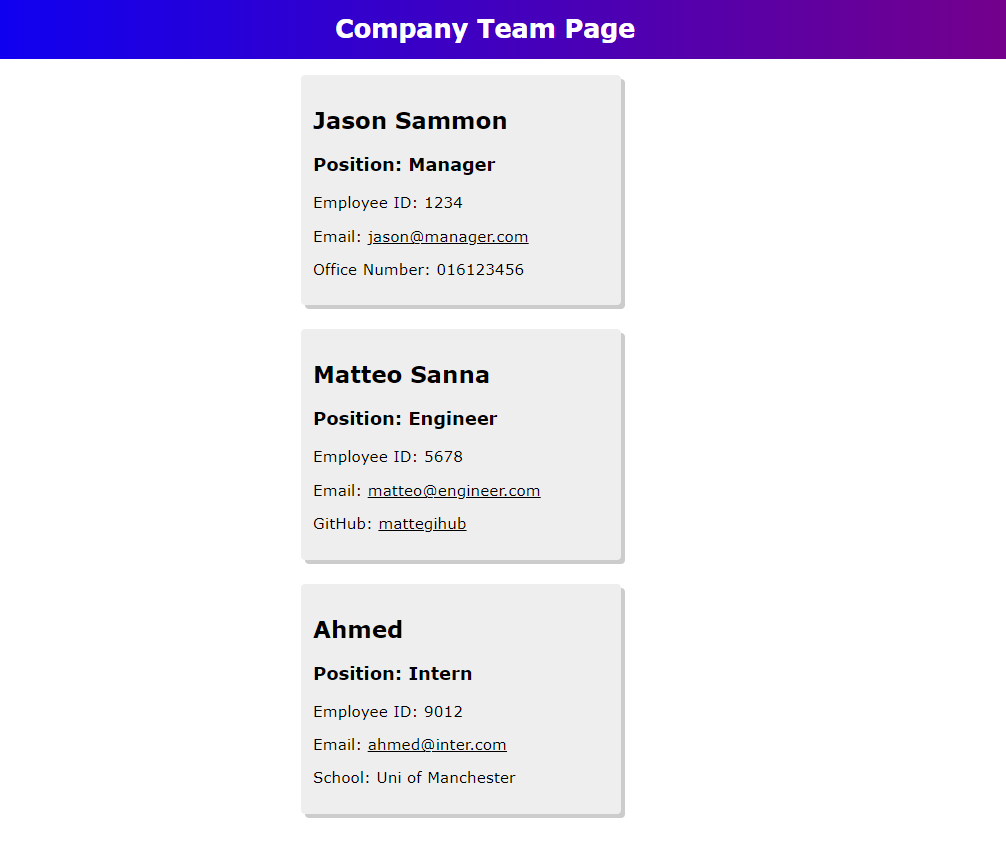 Company Team Page
Jason Sammon
Position: Manager
Employee ID: 1234
Email: jason@manager.com
Office Number: 016123456
Matteo Sanna
Position: Engineer
Employee ID: 5678
Email: matteo@engineer.com
GitHub: mattegihub
Ahmed
Position: Intern
Employee ID: 9012
Email: ahmed@inter.com
School: Uni of Manchester